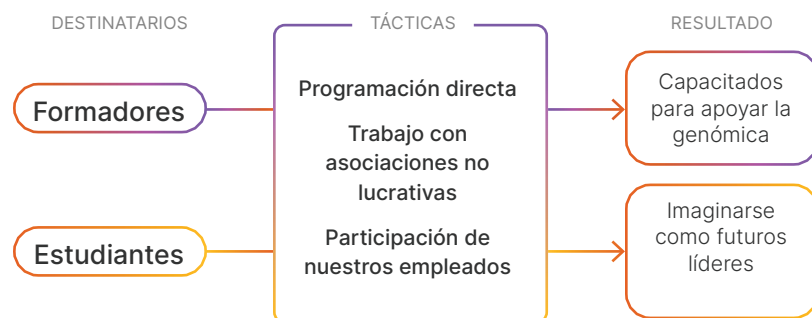 DESTINATARIOS
TÁCTICAS
RESULTADO
Formadores
Programación directa
Trabajo con
asociaciones no
lucrativas
Capacitados
para apoyar la
genómica
Estudiantes
Participación de
nuestros empleados
Imaginarse
como futuros
líderes